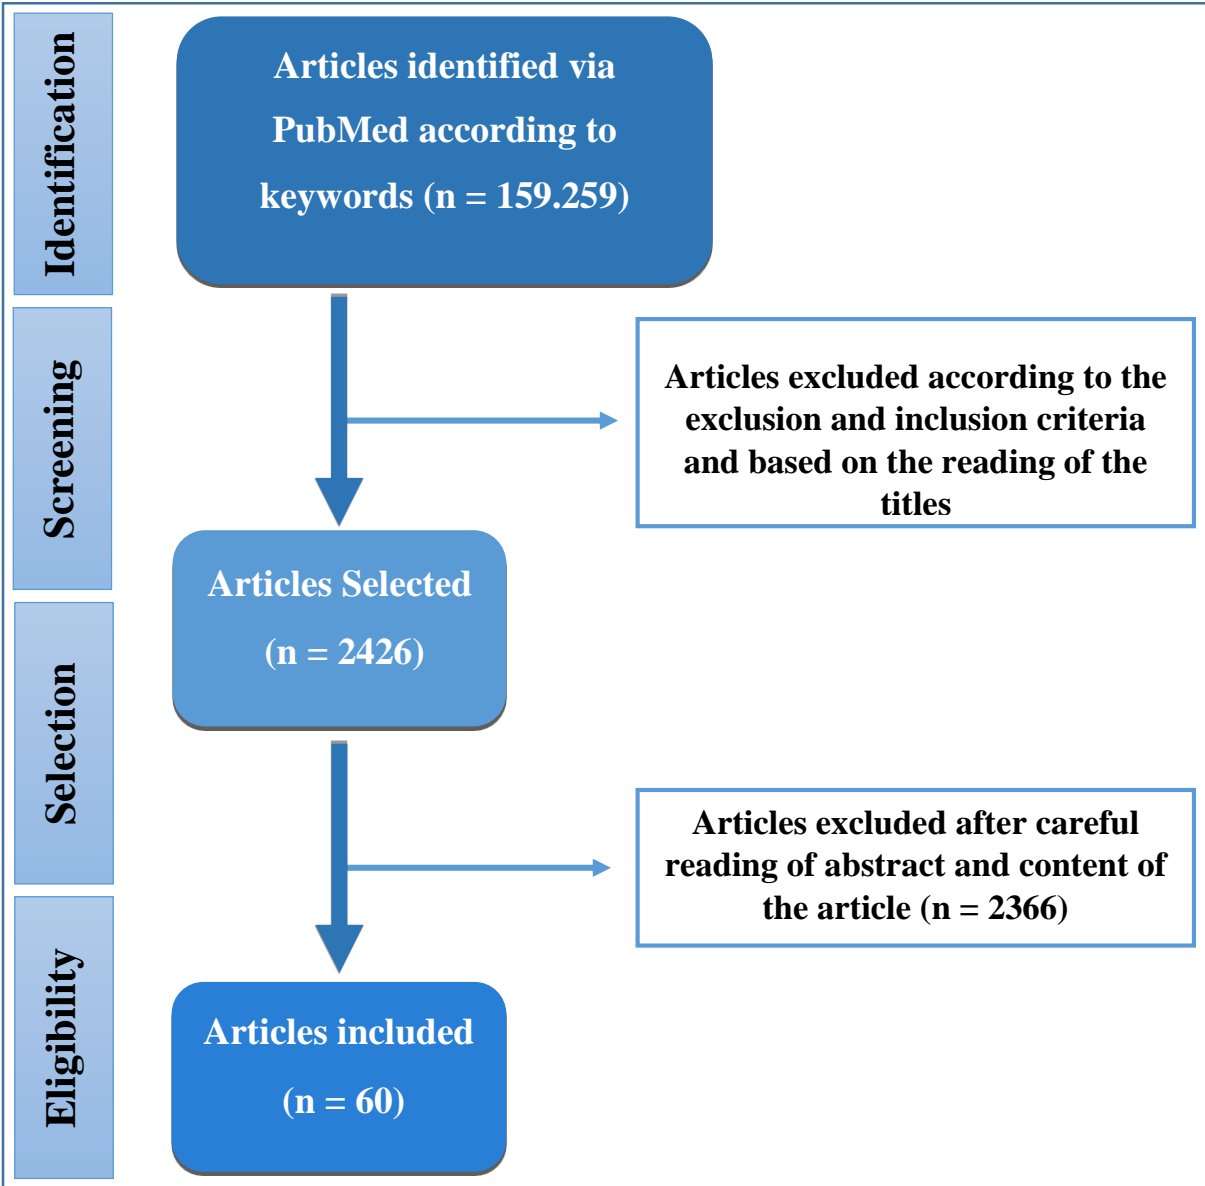 Identification
Articles identified via
PubMed according to
keywords (n = 159.259)
Screening
Articles excluded according to the
exclusion and inclusion criteria
and based on the reading of the
titles
Articles Selected
(n = 2426)
Selection
Articles excluded after careful
reading of abstract and content of
the article (n = 2366)
Eligibility
Articles included
(n = 60)